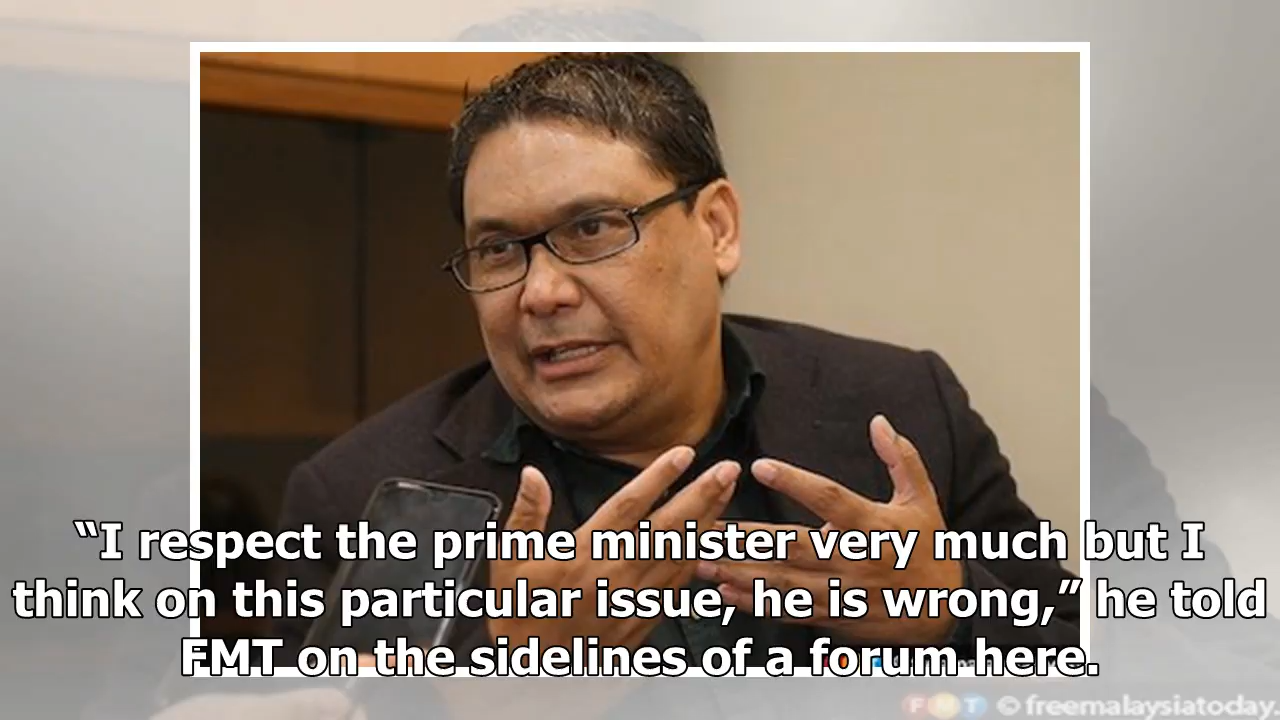 “I respect the prime minister very much but I
think on this particular issue, he is wrong,” he told
FMT on the sidelines of a forum here.
FMT © freemalaysiatoday.